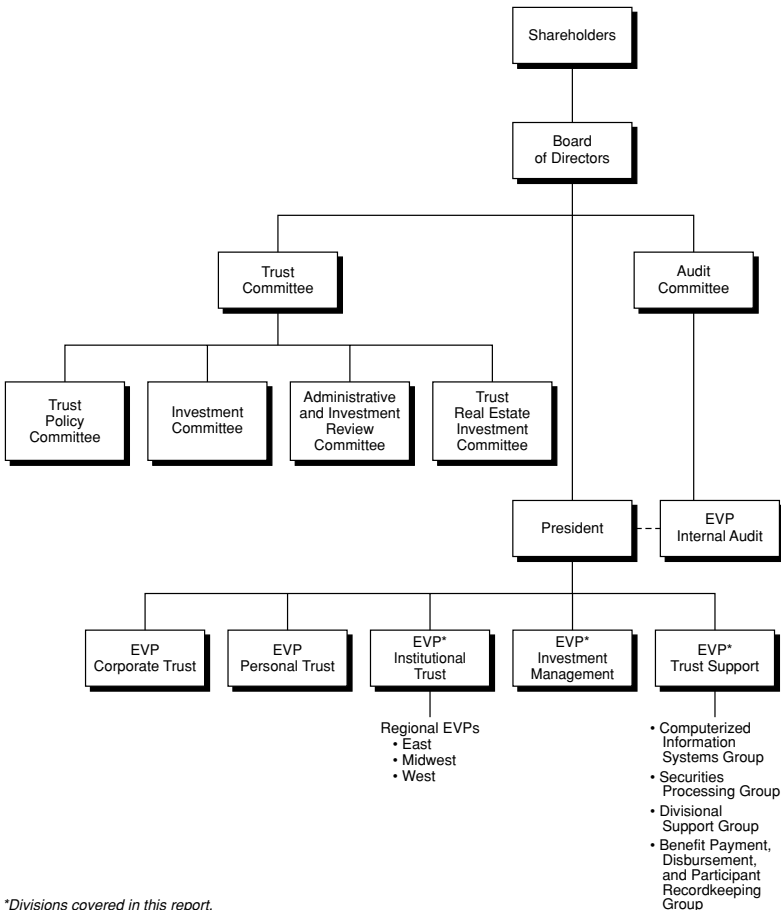 Shareholders
Board
of Directors
Trust
Committee
Audit
Committee
Trust
Policy
Committee
Investment
Committee
Administrative
and Investment
Review
Committee
Trust
Real Estate
Investment
Committee
President
EVP
Internal Audit
EVP
Corporate Trust
EVP
Personal Trust
EVP*
Institutional
Trust
EVP*
Investment
Management
EVP*
Trust Support
Regional EVPs
• East
• Midwest
• West
• Computerized
Information
Systems Group
• Securities
Processing Group
• Divisional
Support Group
• Benefit Payment,
Disbursement,
and Participant
Recordkeeping
Group
*Divisions covered in this report.